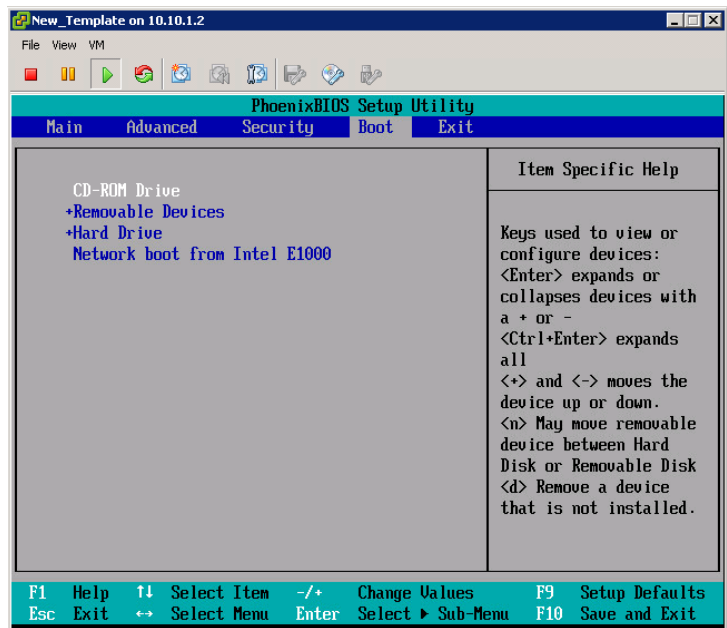 New_Template on 10.10.1.2
File View VM
PhoenixBIOS Setup Utility
Main Advanced Security Boot Exit
CD-ROM Drive
+Removable Devices
+Hard Drive
Network boot from Intel E1000
Item Specific Help
Keys used to view or
configure devices:
<Enter> expands or
collapses devices with
a + or -
<Ctrl+Enter> expands
all
<+> and <-> moves the
device up or down.
<n> May move removable
device between Hard
Disk or Removable Disk
<d> Remove a device
that is not installed.
F1 Help ↑↓ Select Item -/+ Change Values F9 Setup Defaults
Esc Exit ↔ Select Menu Enter Select ▶ Sub-Menu F10 Save and Exit